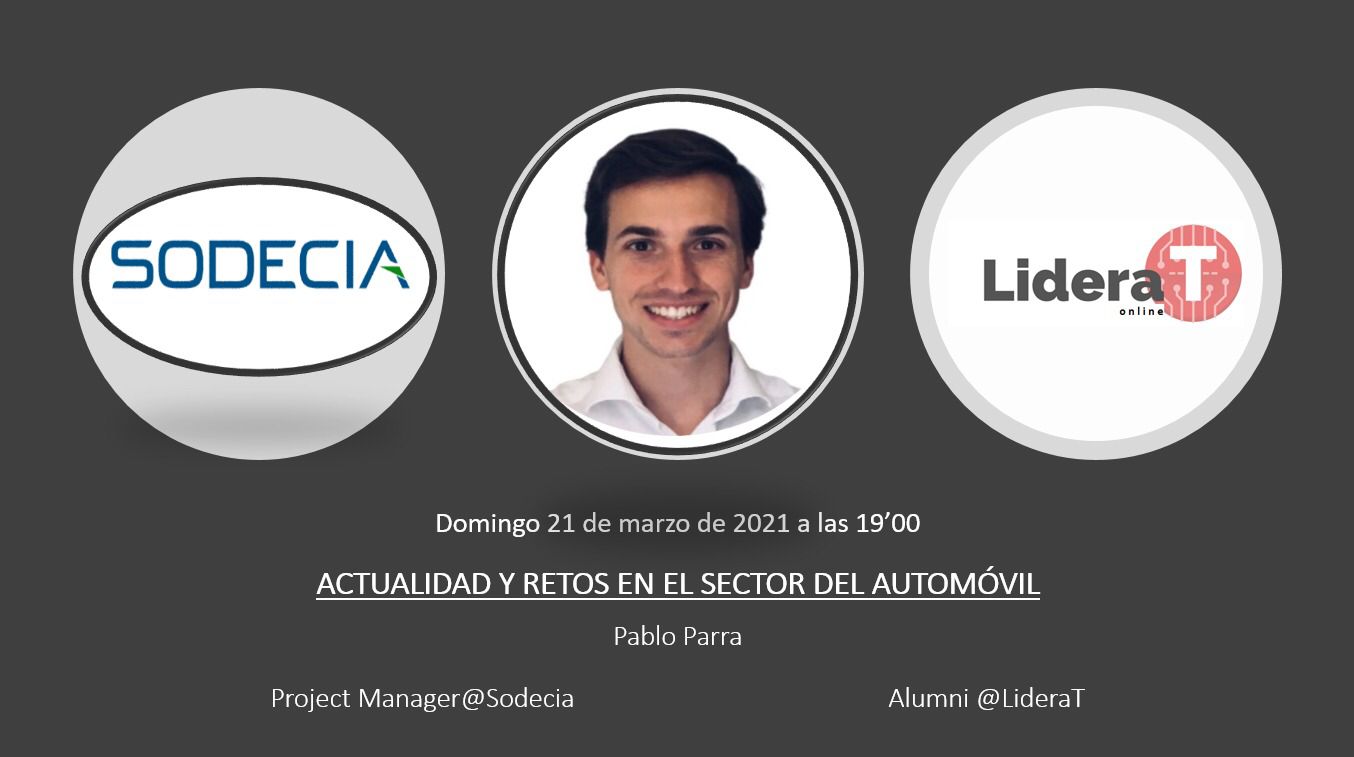 SODECIA
LideraT
online
Domingo 21 de marzo de 2021 a las 19’00
ACTUALIDAD Y RETOS EN EL SECTOR DEL AUTOMÓVIL
Pablo Parra
Project Manager@Sodecia
Alumni @LideraT